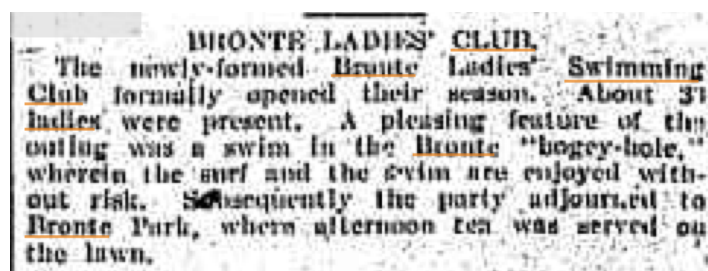 BRONTE LADIES' CLUB.
The newly-formed Bronte Ladies' Swimming
Club formally opened their season. About
ladies were present. A pleasing feature of the
outing was a swim in the Bronte "bogey-hole,"
wherein the surf and the swim are enjoyed with-
out risk. Subsequently the party adjourned to
Bronte Park, where afternoon tea was served on
the lawn.